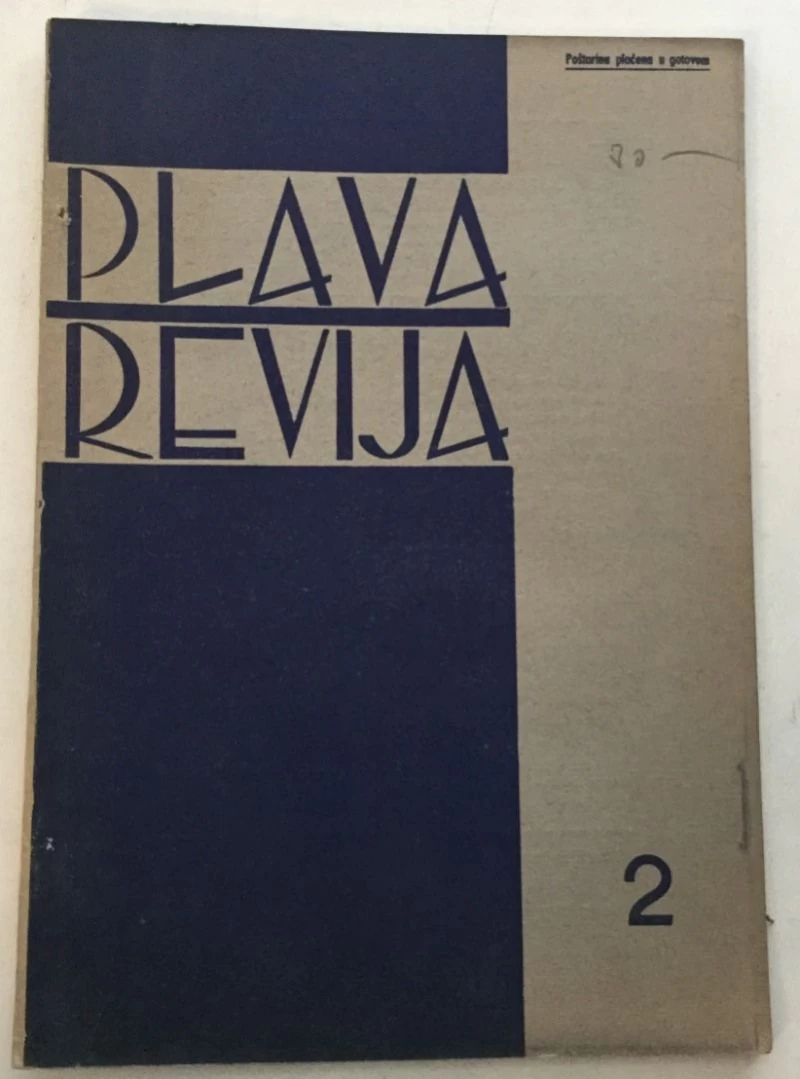 Poštarina plaćena u gotovom
PLAVA
REVIJA
2